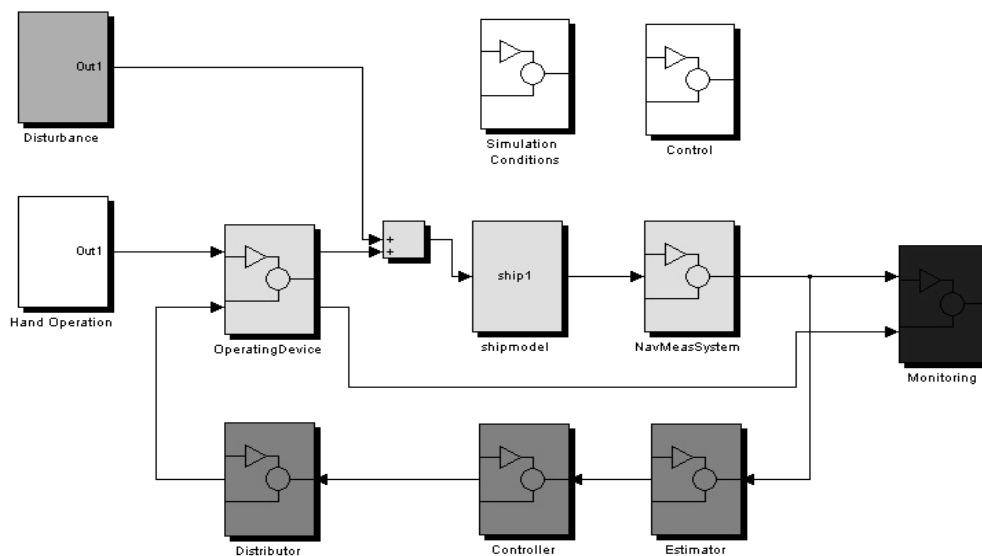 Out1
Disturbance
Simulation
Conditions
Control
Out1
Hand Operation
OperatingDevice
+
+
ship1
shipmodel
NavMeasSystem
Monitoring
Distributor
Controller
Estimator